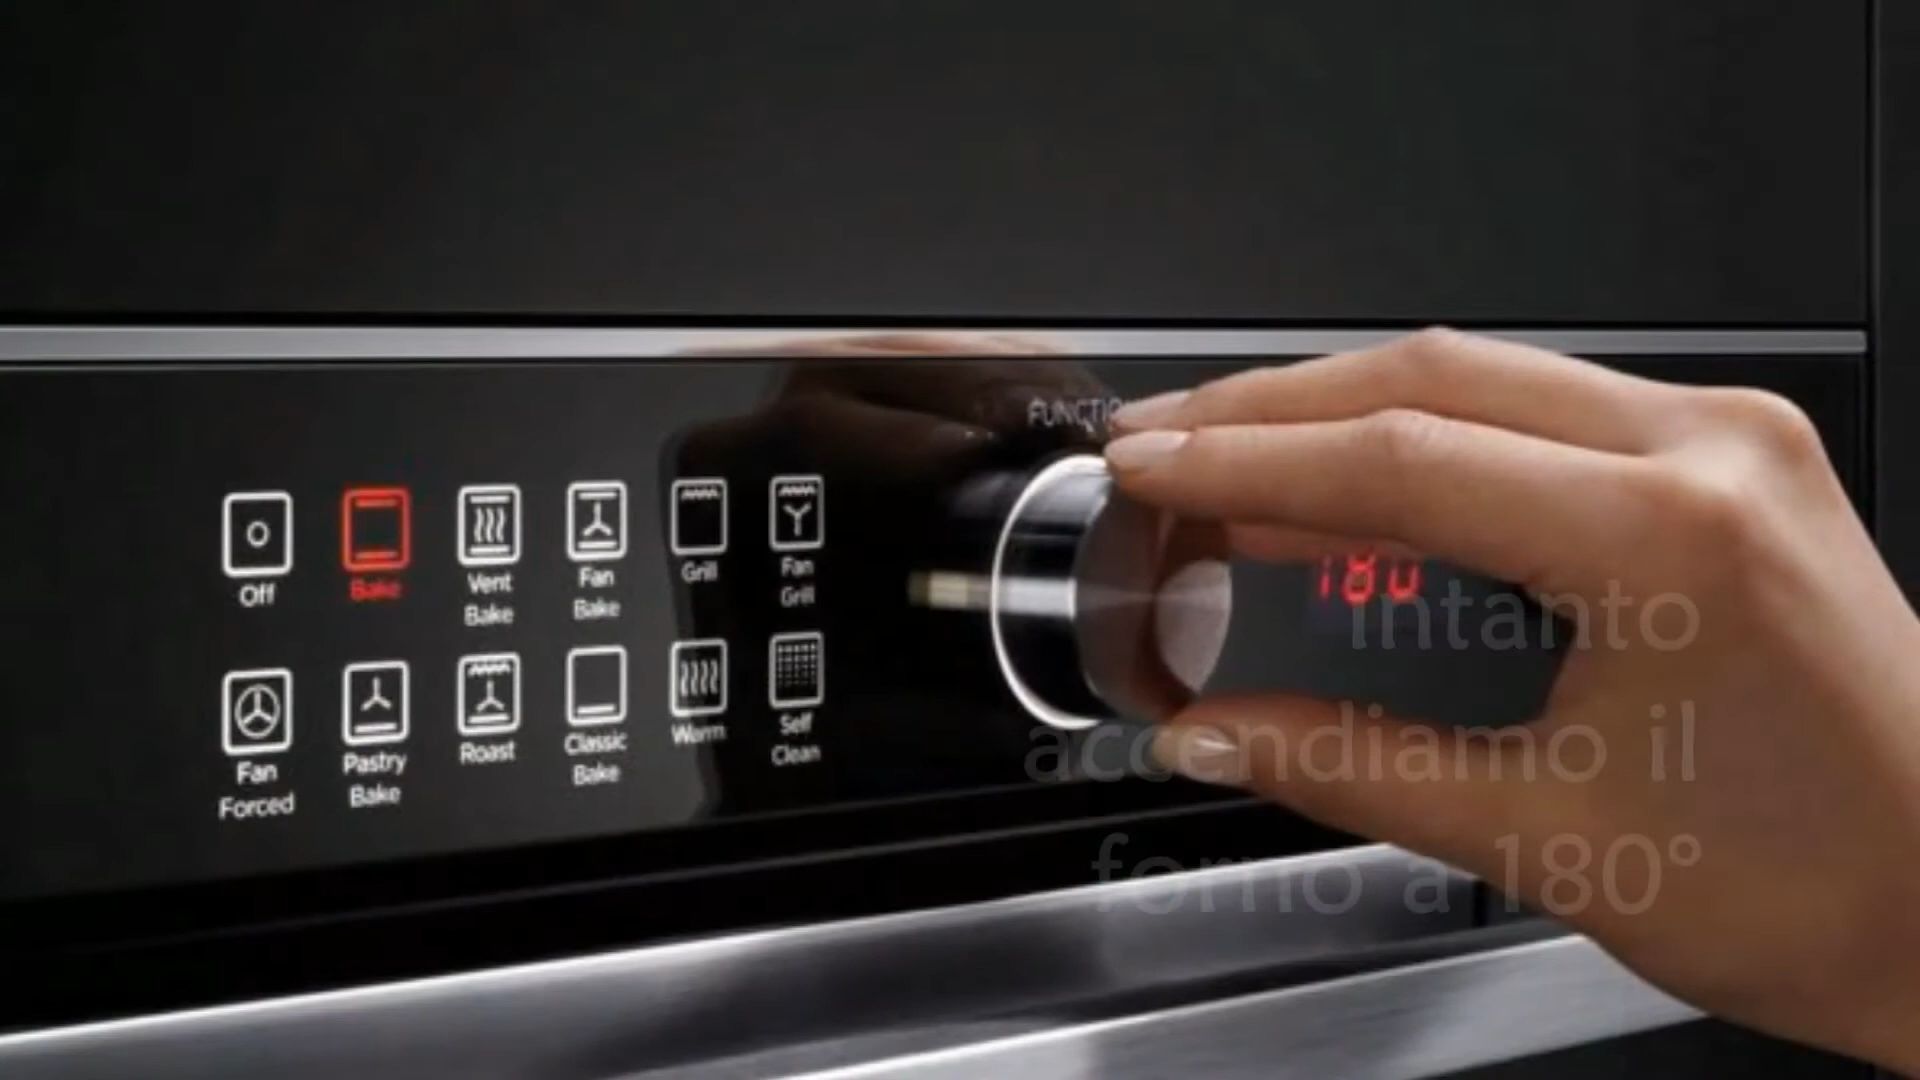 FUNCTIO
Off
Bake
Vent
Bake
Fan
Bake
Grill
Fan
Grill
180
Fan
Forced
Pastry
Bake
Roast
Classic
Bake
Warm
Self
Clean
intanto
accendiamo il
forno a 180°